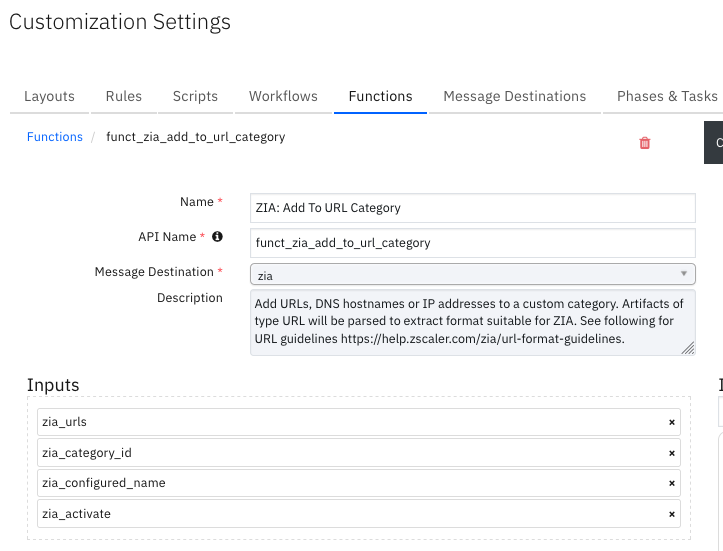 Customization Settings
Layouts Rules Scripts Workflows Functions Message Destinations Phases & Tasks
Functions / funct_zia_add_to_url_category
Name * ZIA: Add To URL Category
API Name * funct_zia_add_to_url_category
Message Destination * zia
Description
Add URLs, DNS hostnames or IP addresses to a custom category. Artifacts of
type URL will be parsed to extract format suitable for ZIA. See following for
URL guidelines https://help.zscaler.com/zia/url-format-guidelines.
Inputs
zia_urls ×
zia_category_id ×
zia_configured_name ×
zia_activate ×